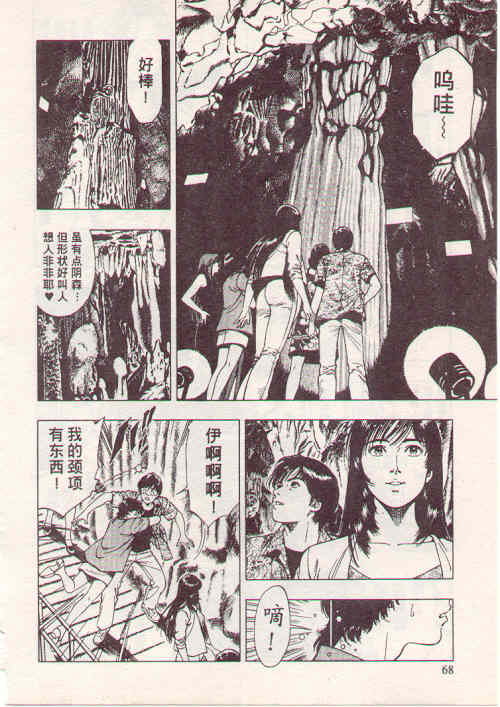 呜哇～
好棒！
虽有点阴森…
但形状好叫人
想人非非耶♥
嘀！
伊啊啊啊！
我的颈项
有东西！
68